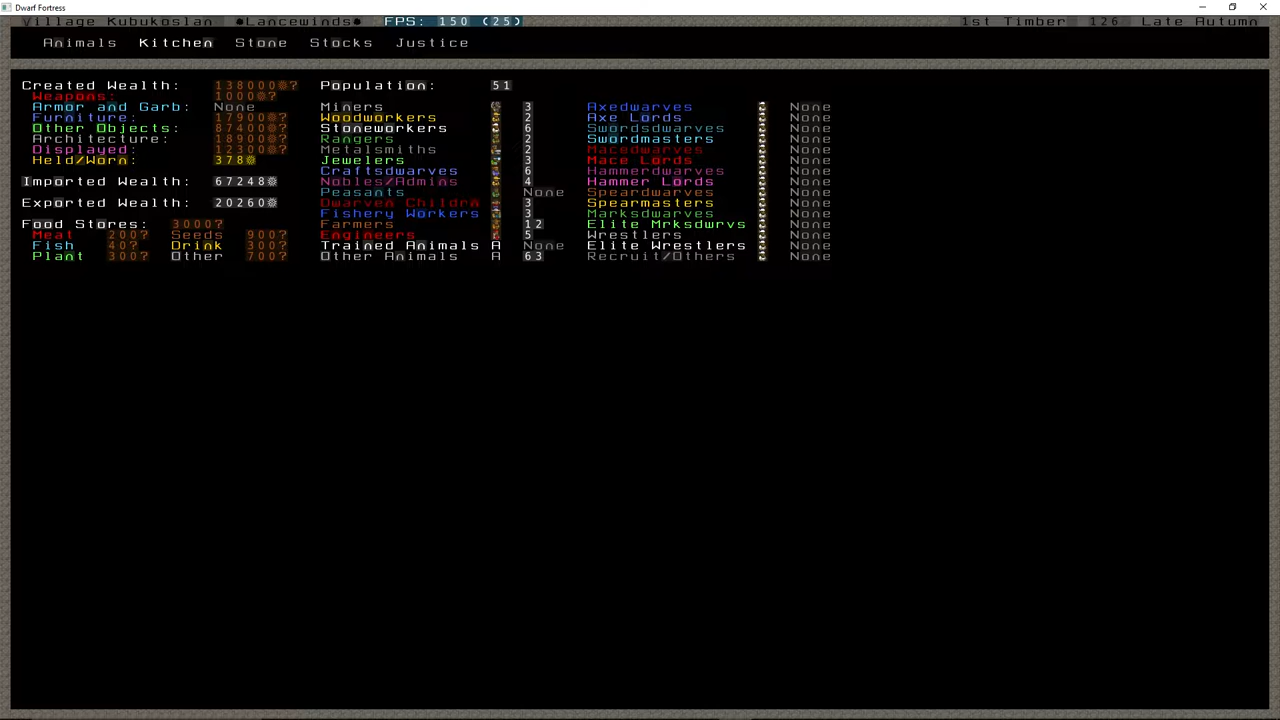 Dwarf Fortress
Village Kubukoslan ●Lancewinds● FPS: 150 (25) 1st Timber 126 Late Autumn
Animals Kitchen Stone Stocks Justice
Created Wealth: 138000☼? Population: 51
Weapons: 1000☼?
Armor and Garb: None Miners 3 Axedwarves None
Furniture: 17900☼? Woodworkers 2 Axe Lords None
Other Objects: 87400☼? Stoneworkers 6 Swordsdwarves None
Architecture: 18900☼? Rangers 2 Swordmasters None
Displayed: 12300☼? Metalsmiths 2 Macedwarves None
Held/Worn: 378☼ Jewelers 3 Mace Lords None
Craftsdwarves 6 Hammerdwarves None
Imported Wealth: 67248☼ Nobles/Admins 4 Hammer Lords None
Peasants None Speardwarves None
Exported Wealth: 20260☼ Dwarven Childrn 3 Spearmasters None
Fishery Workers 3 Marksdwarves None
Food Stores: 3000? Farmers 12 Elite Mrksdwrvs None
Meat 200? Seeds 900? Engineers 5 Wrestlers None
Fish 40? Drink 300? Trained Animals A None Elite Wrestlers None
Plant 300? Other 700? Other Animals A 63 Recruit/Others None